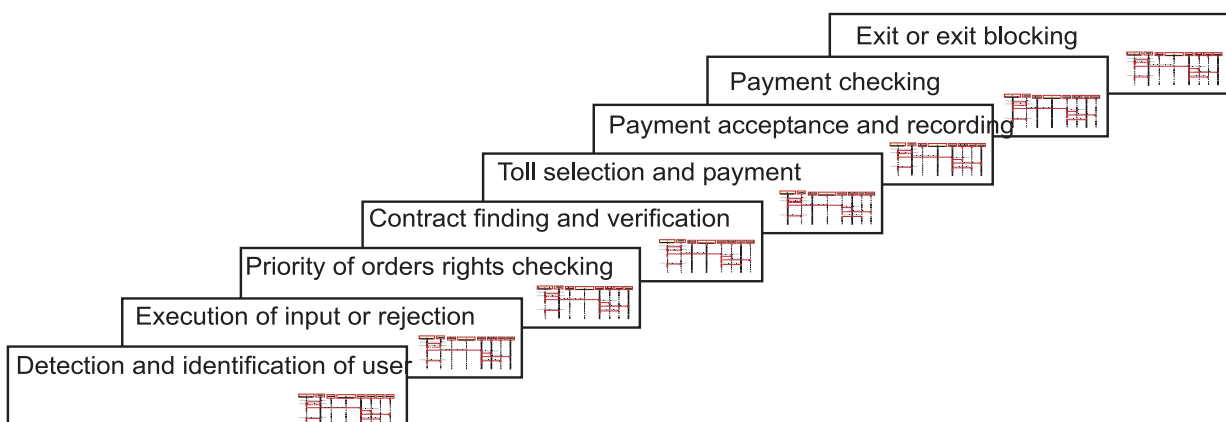 Exit or exit blocking
Payment checking
Payment acceptance and recording
Toll selection and payment
Contract finding and verification
Priority of orders rights checking
Execution of input or rejection
Detection and identification of user